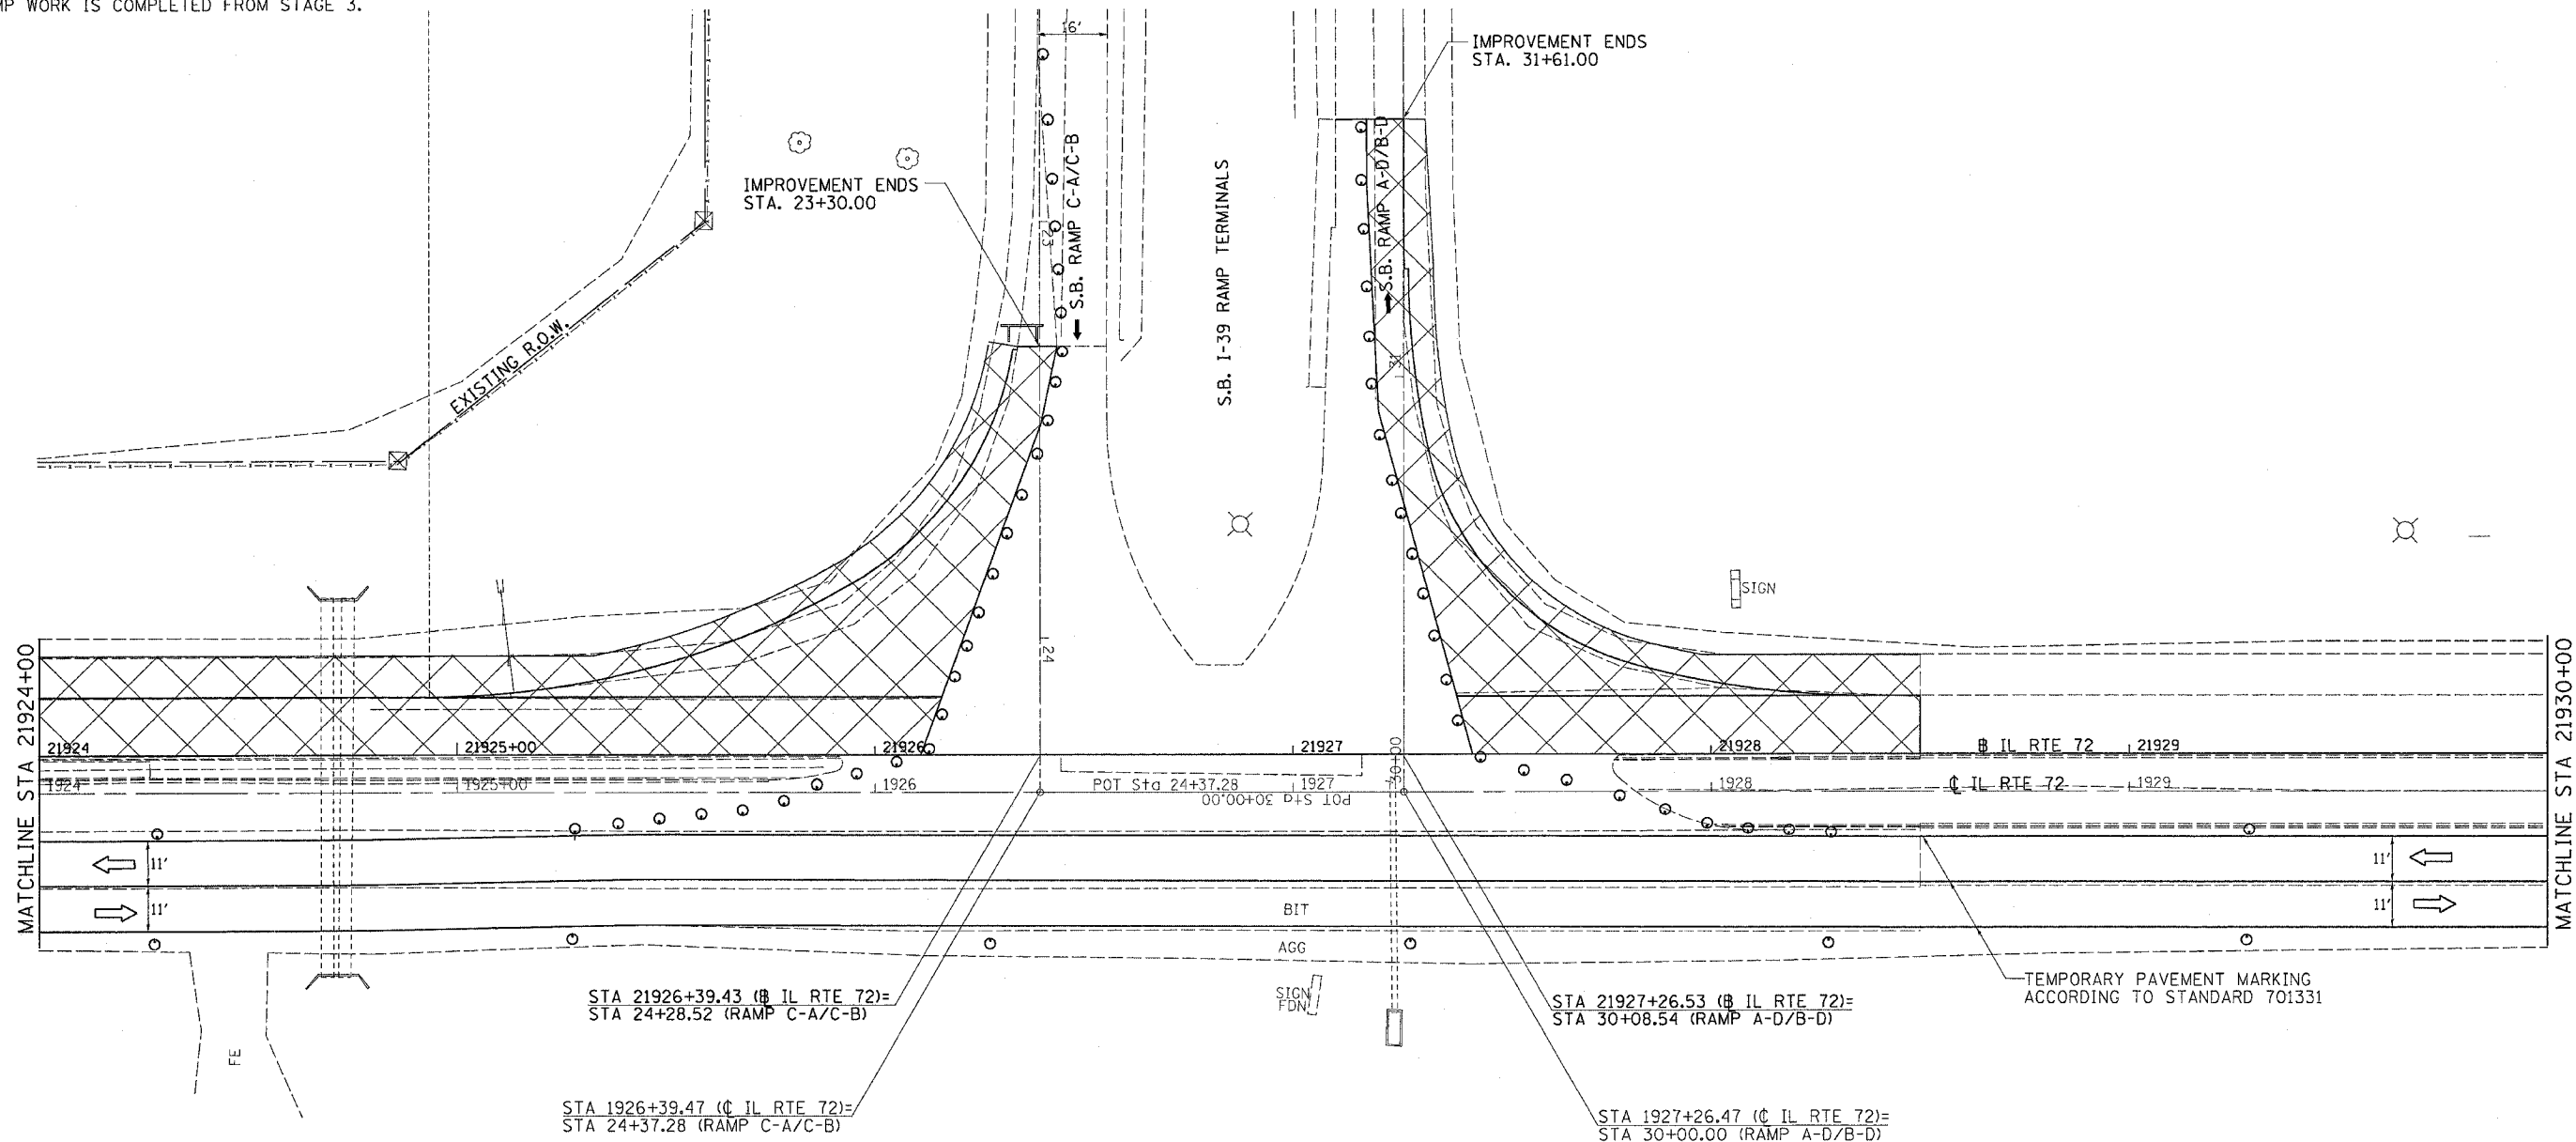 MP WORK IS COMPLETED FROM STAGE 3.
16'
IMPROVEMENT ENDS
STA. 31+61.00
IMPROVEMENT ENDS
STA. 23+30.00
23
S.B. RAMP C-A/C-B
S.B. I-39 RAMP TERMINALS
S.B. RAMP A-D/B-D
31
EXISTING R.O.W.
SIGN
24
MATCHLINE STA 21924+00
MATCHLINE STA 21930+00
21924
21925+00
21926
21927
30+00
21928
℄ IL RTE 72
21929
1924
1925+00
1926
POT Sta 24+37.28
1927
POT Sta 30+00.00
1928
℄ IL RTE 72
1929
11'
11'
11'
11'
BIT
AGG
FE
SIGN
FDN
STA 21926+39.43 (B IL RTE 72)=
STA 24+28.52 (RAMP C-A/C-B)
STA 21927+26.53 (B IL RTE 72)=
STA 30+08.54 (RAMP A-D/B-D)
TEMPORARY PAVEMENT MARKING
ACCORDING TO STANDARD 701331
STA 1926+39.47 (℄ IL RTE 72)=
STA 24+37.28 (RAMP C-A/C-B)
STA 1927+26.47 (℄ IL RTE 72)=
STA 30+00.00 (RAMP A-D/B-D)